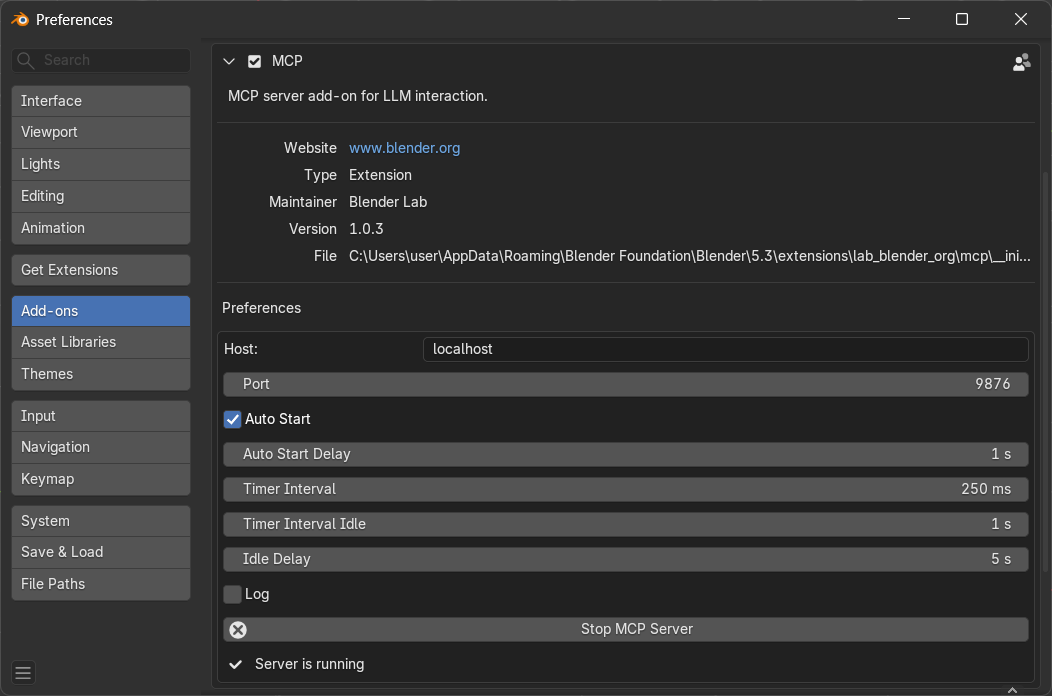 Preferences
Search
Interface
Viewport
Lights
Editing
Animation
Get Extensions
Add-ons
Asset Libraries
Themes
Input
Navigation
Keymap
System
Save & Load
File Paths
MCP
MCP server add-on for LLM interaction.
Website www.blender.org
Type Extension
Maintainer Blender Lab
Version 1.0.3
File C:\Users\user\AppData\Roaming\Blender Foundation\Blender\5.3\extensions\lab_blender_org\mcp\__ini...
Preferences
Host: localhost
Port 9876
Auto Start
Auto Start Delay 1 s
Timer Interval 250 ms
Timer Interval Idle 1 s
Idle Delay 5 s
Log
Stop MCP Server
Server is running